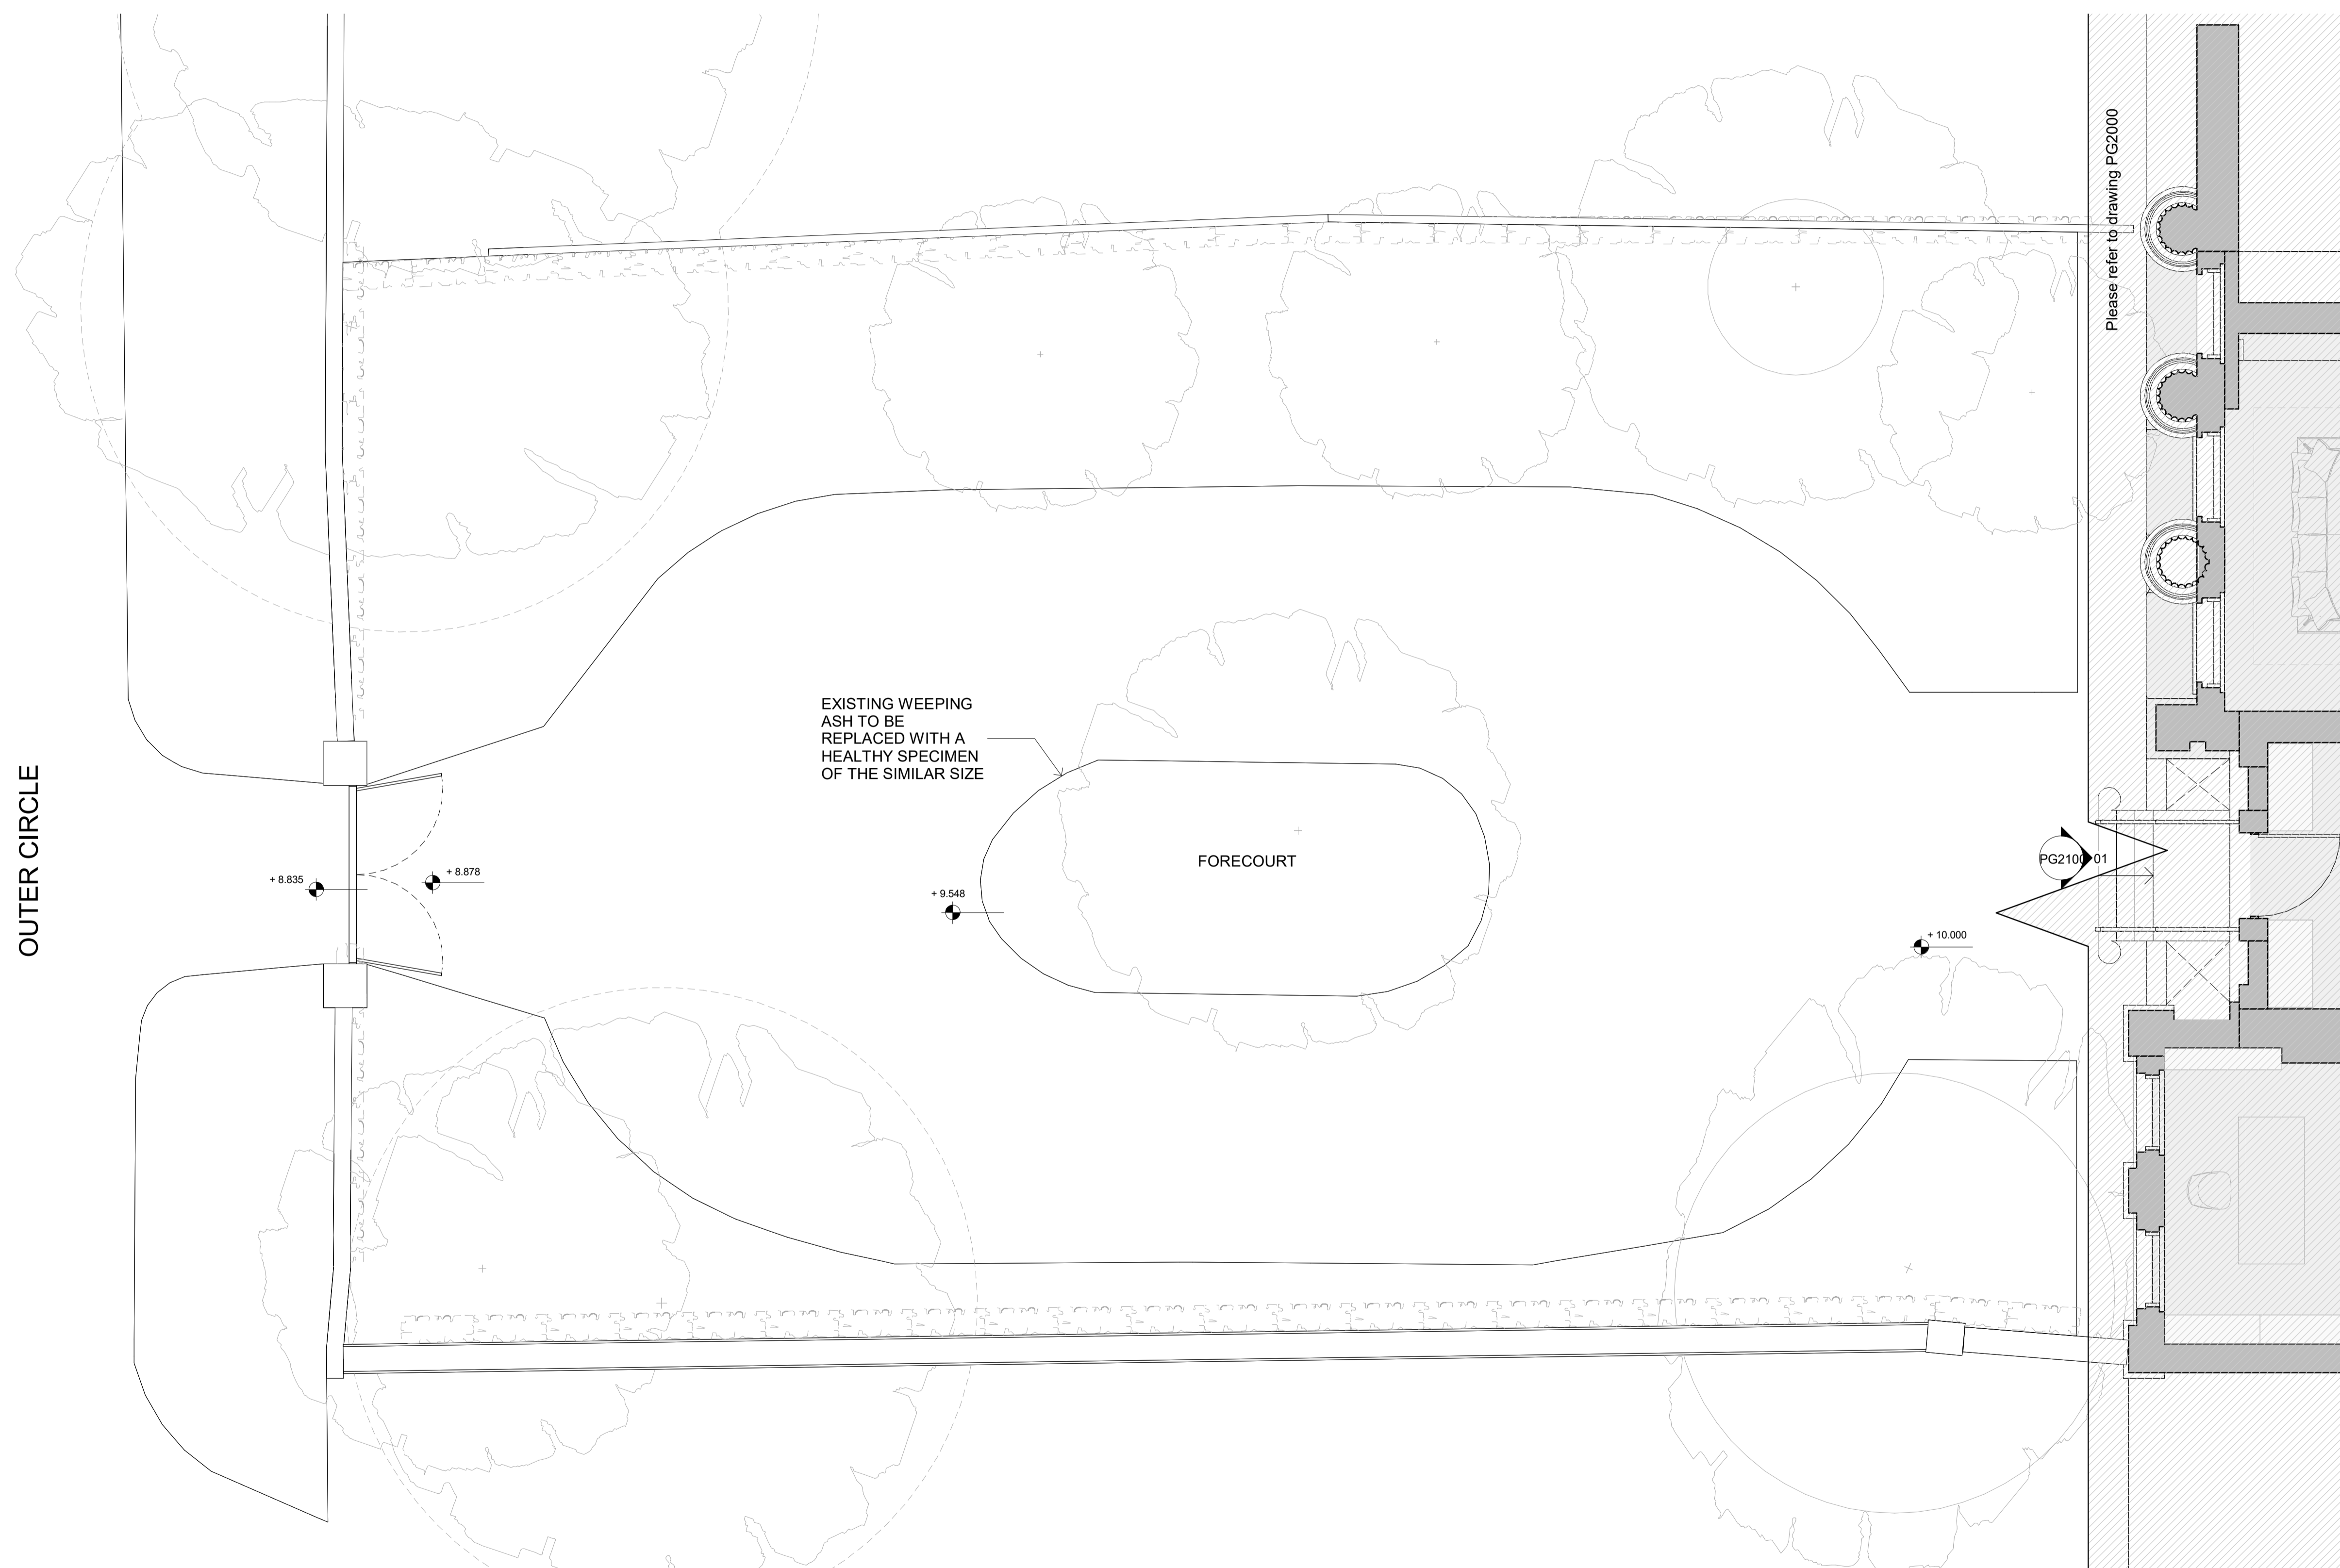 Please refer to drawing PG2000
EXISTING WEEPING
ASH TO BE
REPLACED WITH A
HEALTHY SPECIMEN
OF THE SIMILAR SIZE
OUTER CIRCLE
FORECOURT
PG2100 01
+ 8.835
+ 8.878
+ 9.548
+ 10.000